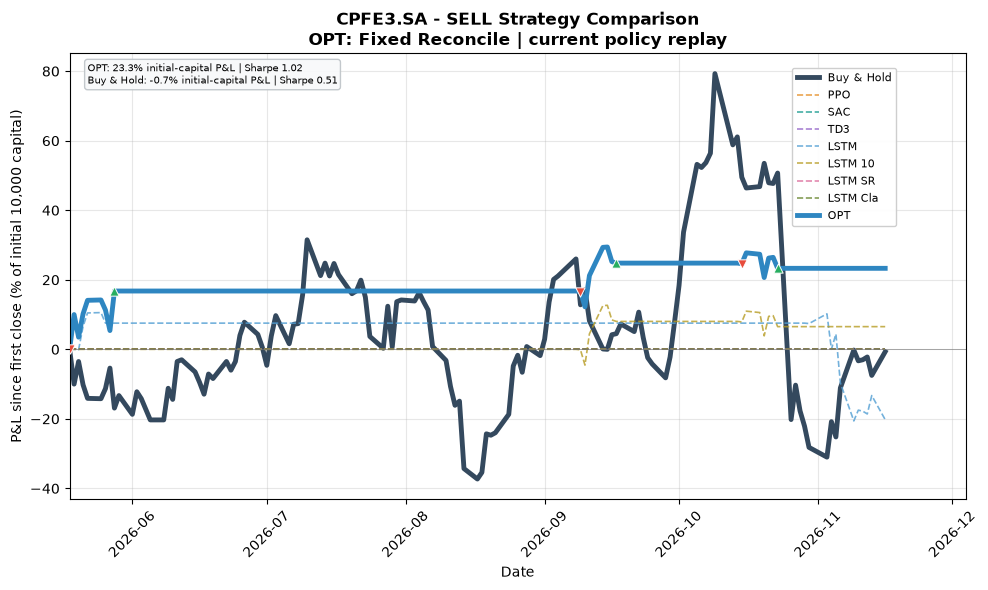 CPFE3.SA - SELL Strategy Comparison
OPT: Fixed Reconcile | current policy replay
OPT: 23.3% initial-capital P&L | Sharpe 1.02
Buy & Hold: -0.7% initial-capital P&L | Sharpe 0.51
Buy & Hold
PPO
SAC
TD3
LSTM
LSTM 10
LSTM SR
LSTM Cla
OPT
P&L since first close (% of initial 10,000 capital)
80
60
40
20
0
−20
−40
2026-06
2026-07
2026-08
2026-09
2026-10
2026-11
2026-12
Date